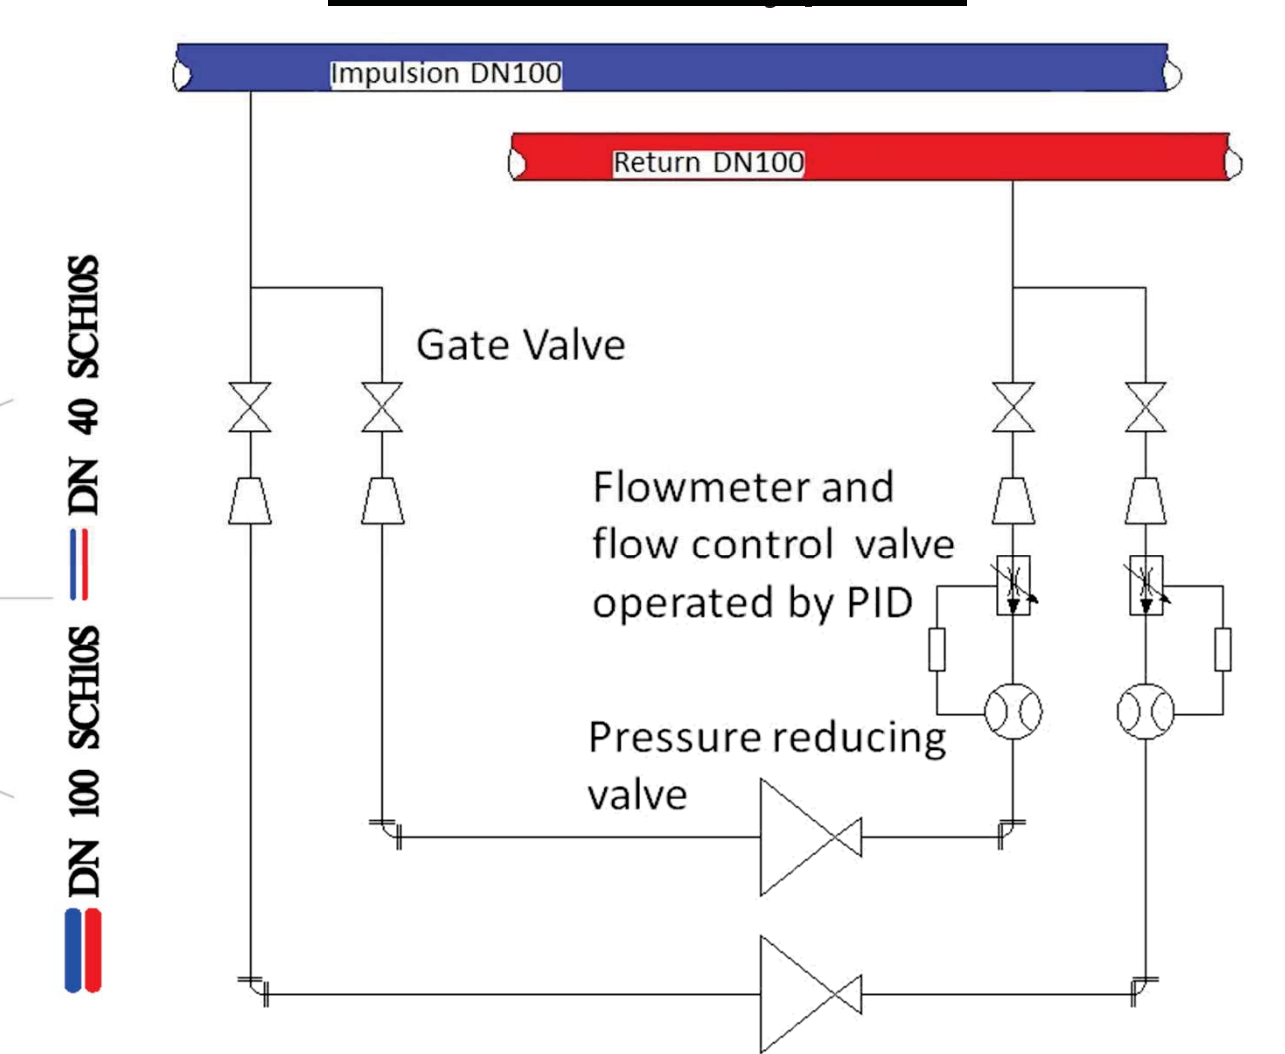 Impulsion DN100
Return DN100
Gate Valve
Flowmeter and
flow control valve
operated by PID
Pressure reducing
valve
DN 40 SCH10S
DN 100 SCH10S